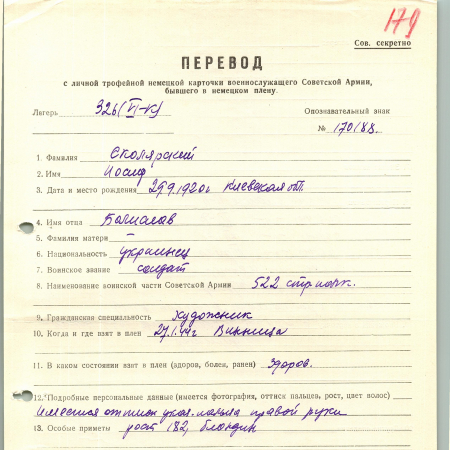 179
Сов. секретно
ПЕРЕВОД
с личной трофейной немецкой карточки военнослужащего Советской Армии,
бывшего в немецком плену.
Лагерь 326 (VI-К) Опознавательный знак
№ 170188.
1. Фамилия Сколярский
2. Имя Иосиф
3. Дата и место рождения 29.9.1920г Киевская обл.
4. Имя отца
5. Фамилия матери —
6. Национальность украинец
7. Воинское звание солдат
8. Наименование воинской части Советской Армии 522 стр. полк.
9. Гражданская специальность художник
10. Когда и где взят в плен 27.1.44г Винница
11. В каком состоянии взят в плен (здоров, болен, ранен) Здоров.
12. Подробные персональные данные (имеется фотография, оттиск пальцев, рост, цвет волос)
Имеется оттиск указ. пальца правой руки
13. Особые приметы рост 182, блондин